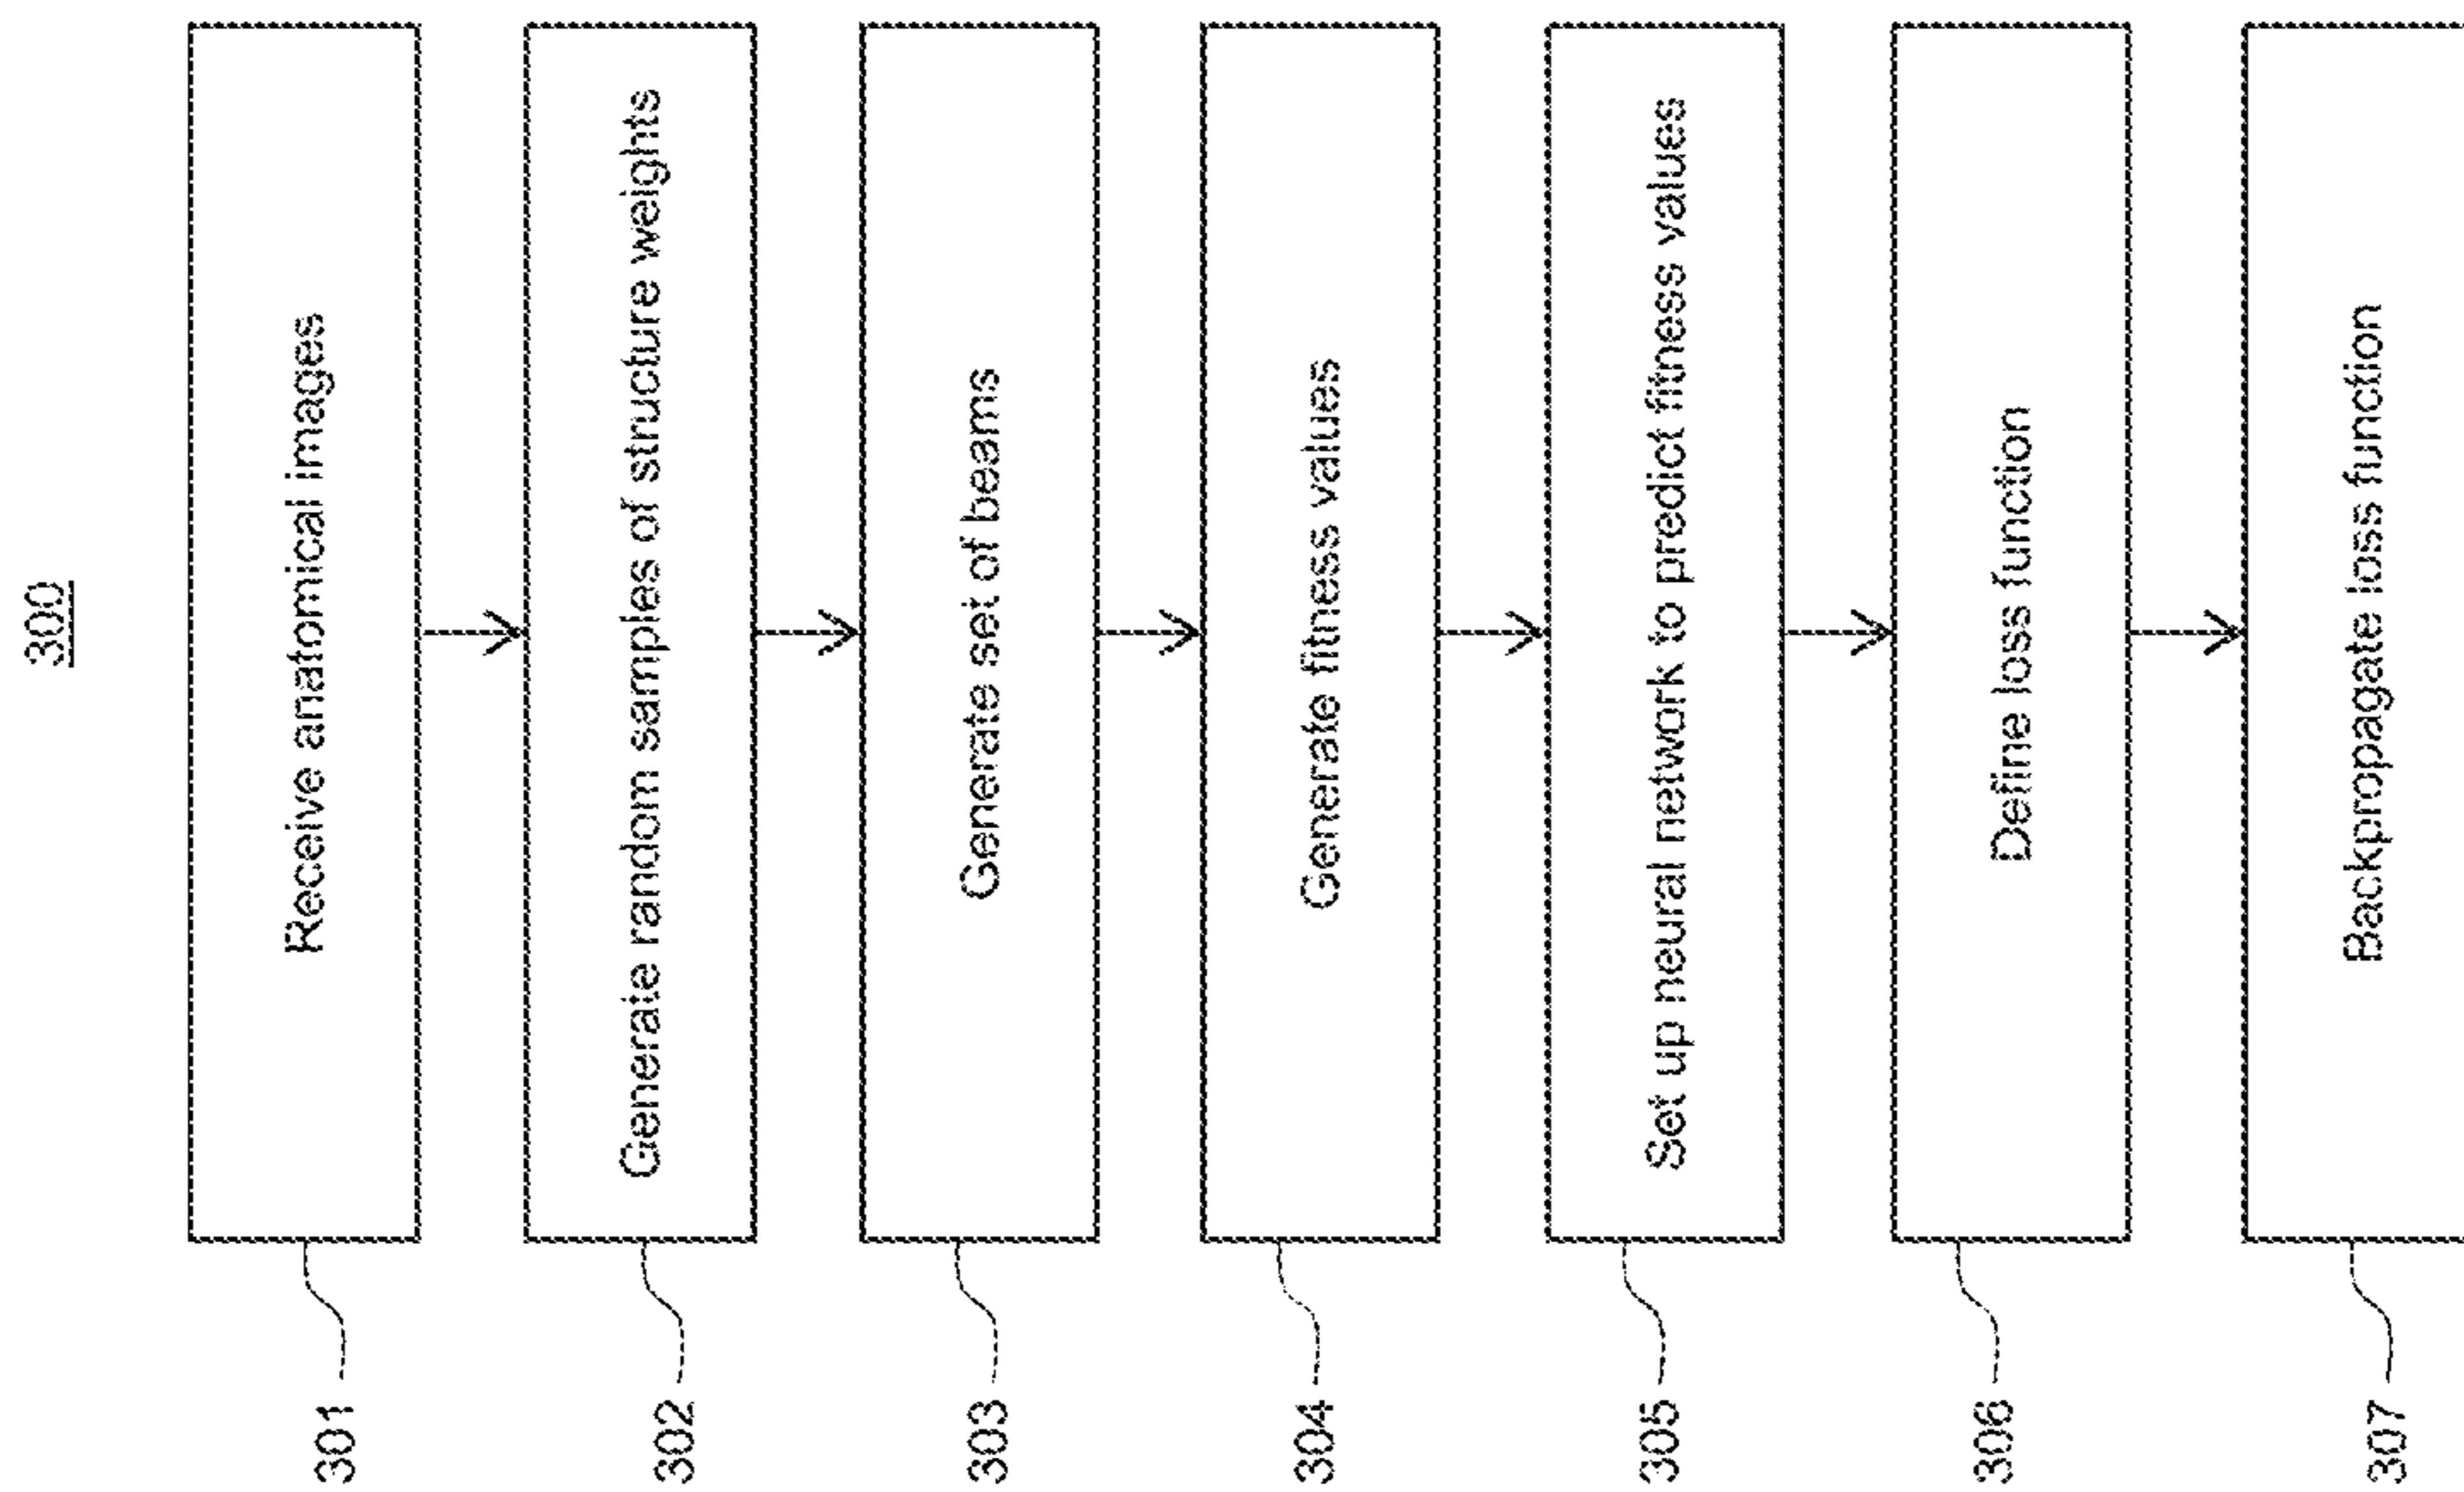 300
301
Receive anatomical images
302
Generate random samples of structure weights
303
Generate set of beams
304
Generate fitness values
305
Set up neural network to predict fitness values
306
Define loss function
307
Backpropagate loss function